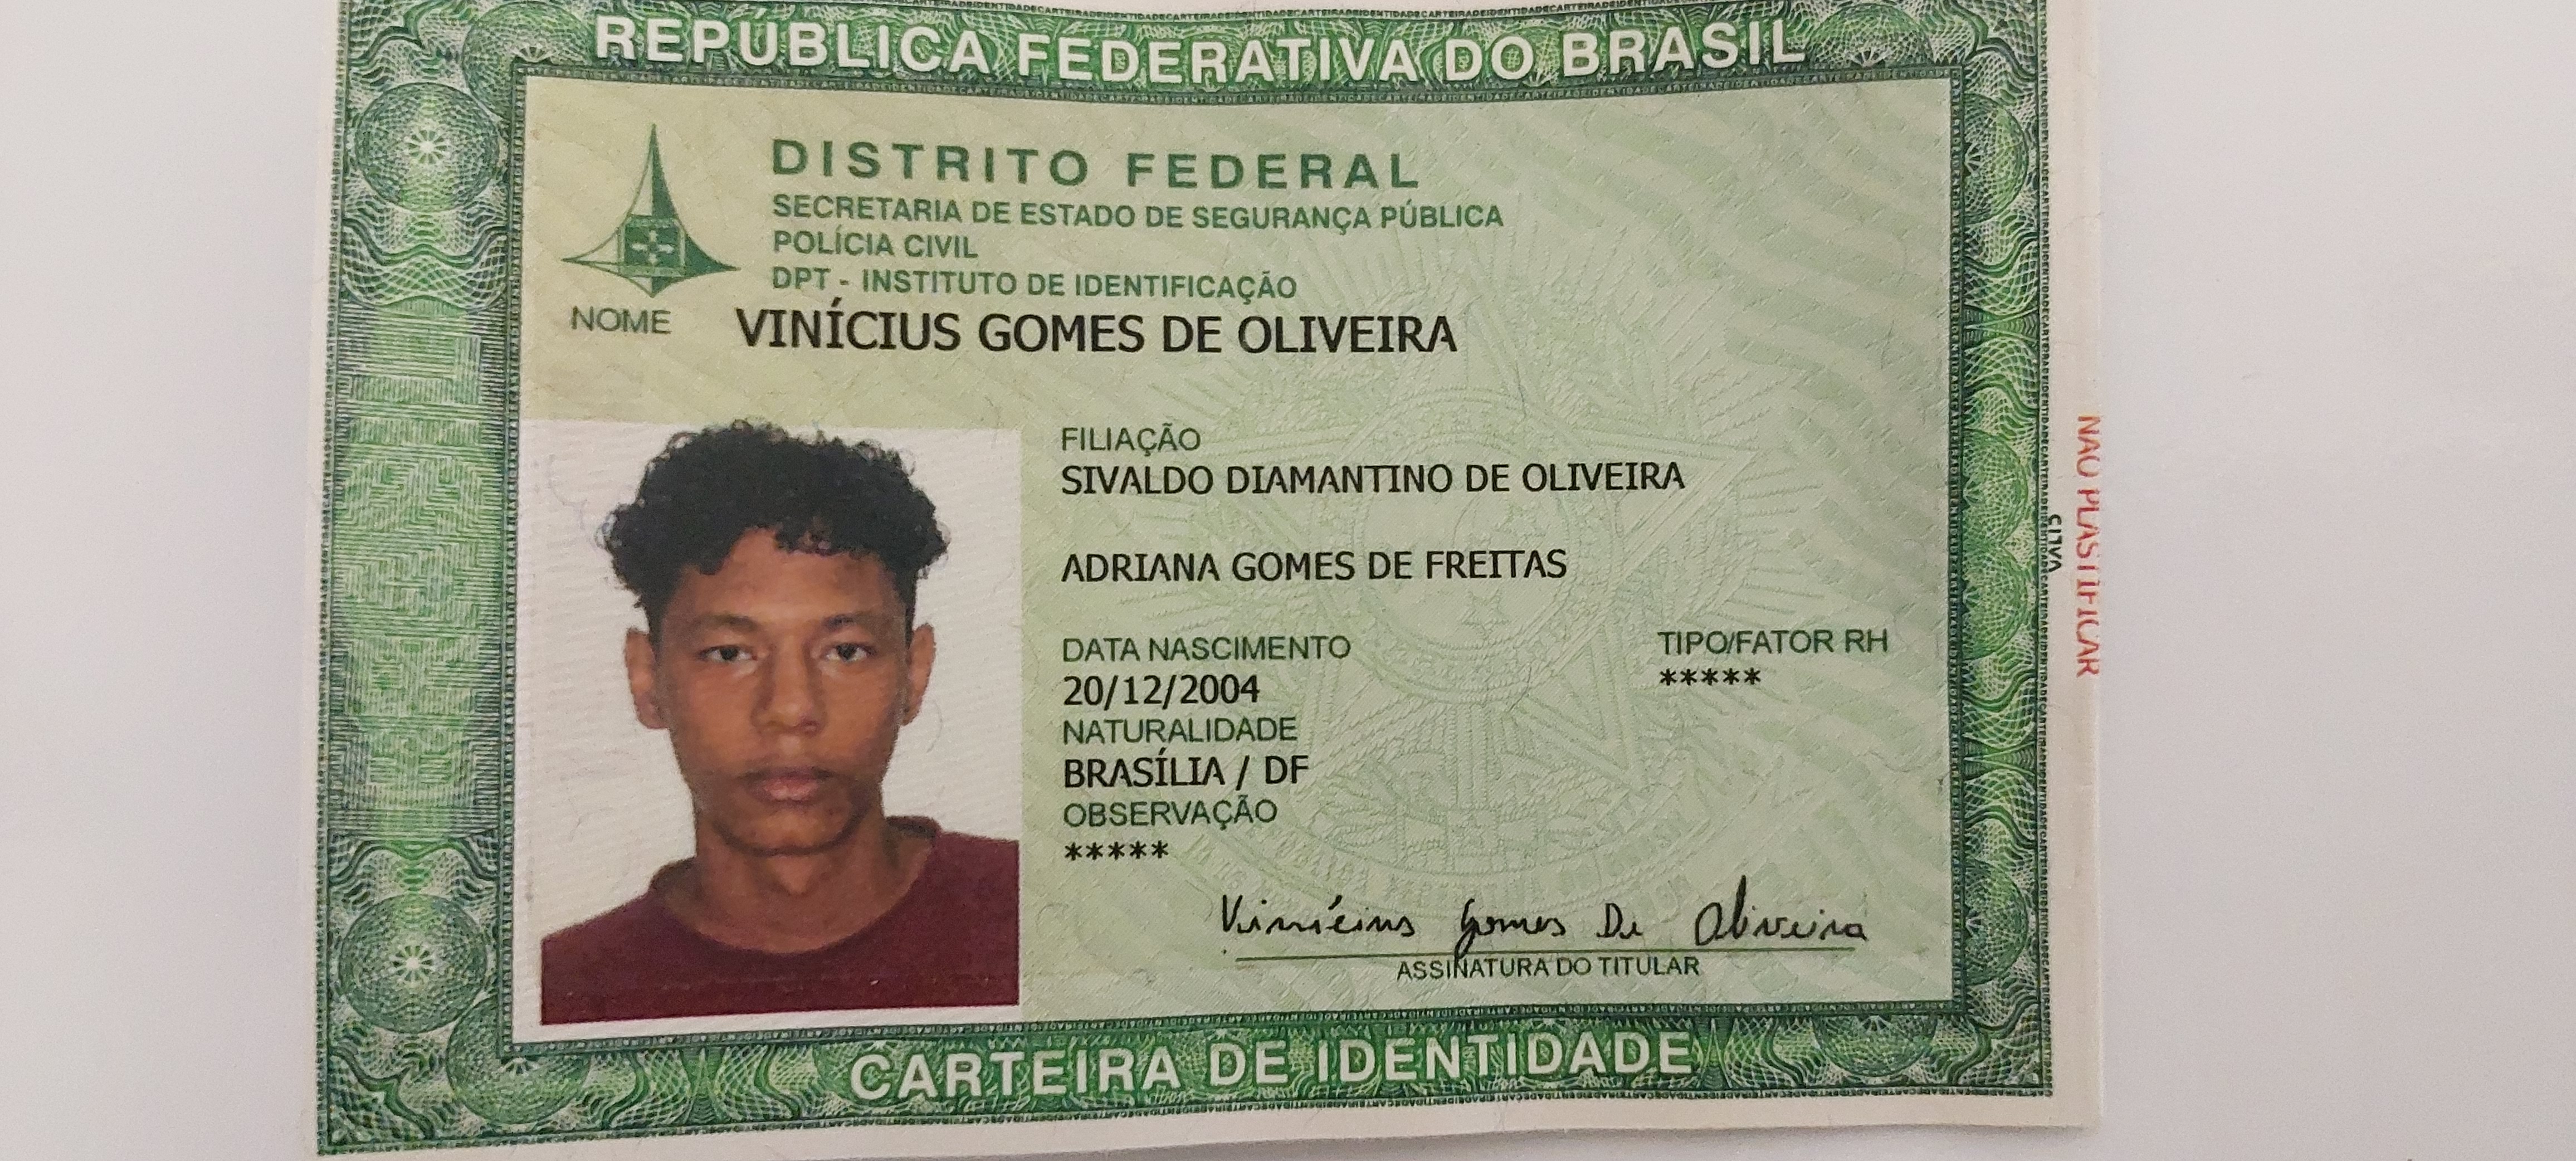 REPÚBLICA FEDERATIVA DO BRASIL
DISTRITO FEDERAL
SECRETARIA DE ESTADO DE SEGURANÇA PÚBLICA
POLÍCIA CIVIL
DPT - INSTITUTO DE IDENTIFICAÇÃO
NOME VINÍCIUS GOMES DE OLIVEIRA
FILIAÇÃO
SIVALDO DIAMANTINO DE OLIVEIRA
ADRIANA GOMES DE FREITAS
DATA NASCIMENTO TIPO/FATOR RH
20/12/2004 *****
NATURALIDADE
BRASÍLIA / DF
OBSERVAÇÃO
*****
Vinícius Gomes De Oliveira
ASSINATURA DO TITULAR
CARTEIRA DE IDENTIDADE
NÃO PLASTIFICAR